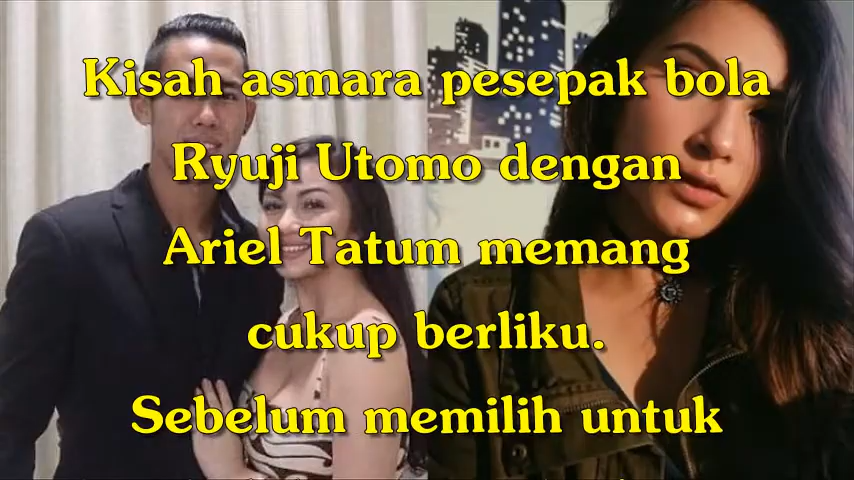 Kisah asmara pesepak bola
Ryuji Utomo dengan
Ariel Tatum memang
cukup berliku.
Sebelum memilih untuk